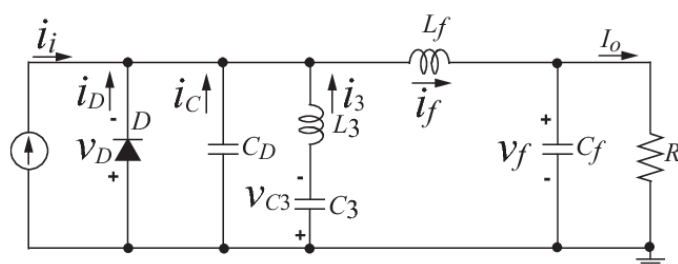 i_i
i_D
-
D
v_D
+
i_C
C_D
i_3
L_3
-
v_C3
C_3
+
L_f
i_f
+
v_f
C_f
-
I_o
R